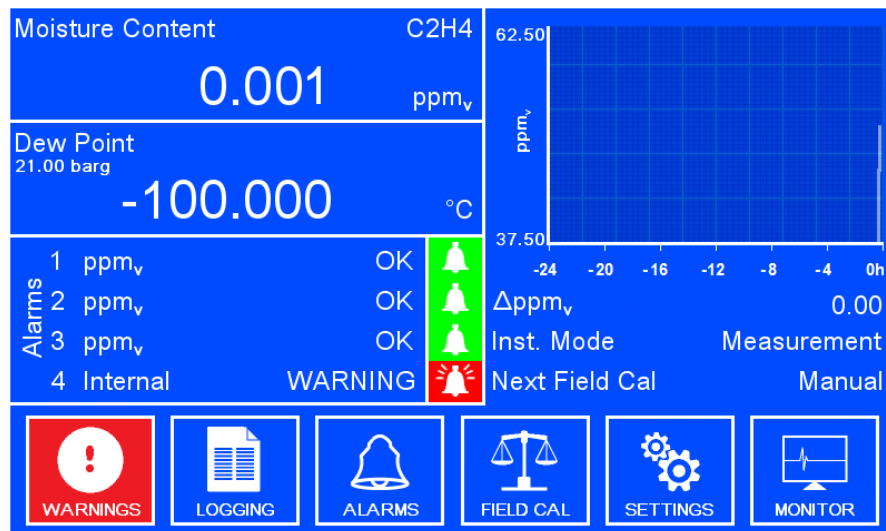 Moisture Content C2H4
0.001 ppmv
Dew Point
21.00 barg
-100.000 °C
Alarms
1 ppmv OK
2 ppmv OK
3 ppmv OK
4 Internal WARNING
62.50
ppmv
37.50
-24 -20 -16 -12 -8 -4 0h
Δppmv 0.00
Inst. Mode Measurement
Next Field Cal Manual
WARNINGS LOGGING ALARMS FIELD CAL SETTINGS MONITOR